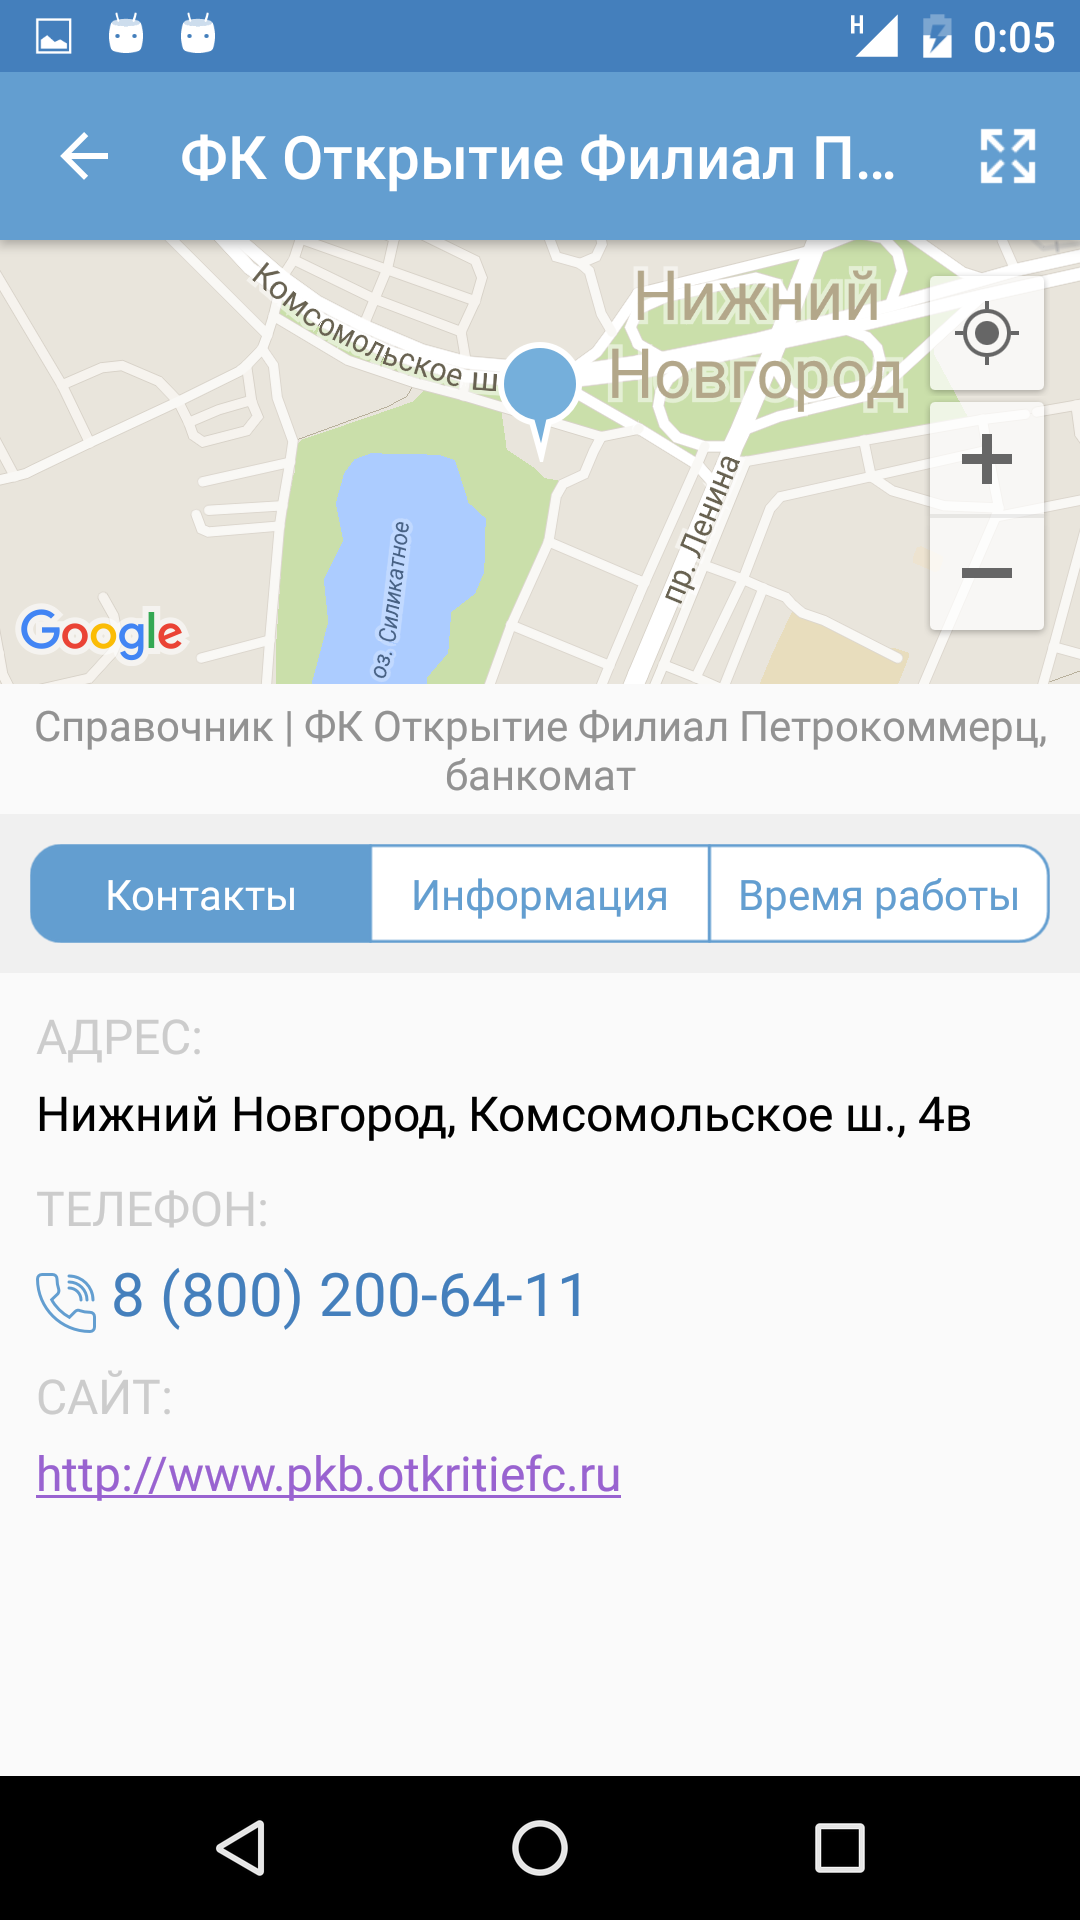 H 0:05
ФК Открытие Филиал П...
Комсомольское ш
Нижний
Новгород
пр. Ленина
оз. Силикатное
Google
Справочник | ФК Открытие Филиал Петрокоммерц,
банкомат
Контакты
Информация
Время работы
АДРЕС:
Нижний Новгород, Комсомольское ш., 4в
ТЕЛЕФОН:
8 (800) 200-64-11
САЙТ:
http://www.pkb.otkritiefc.ru